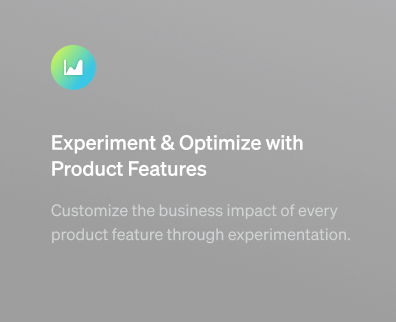 Experiment & Optimize with
Product Features
Customize the business impact of every
product feature through experimentation.